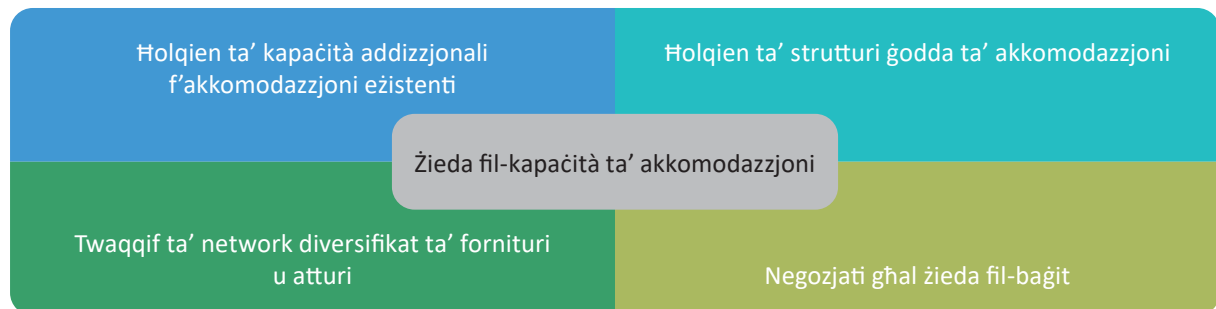 Ħolqien ta’ kapaċità addizzjonali
f’akkomodazzjoni eżistenti
Ħolqien ta’ strutturi ġodda ta’ akkomodazzjoni
Żieda fil-kapaċità ta’ akkomodazzjoni
Twaqqif ta’ network diversifikat ta’ fornituri
u atturi
Negozjati għal żieda fil-baġit